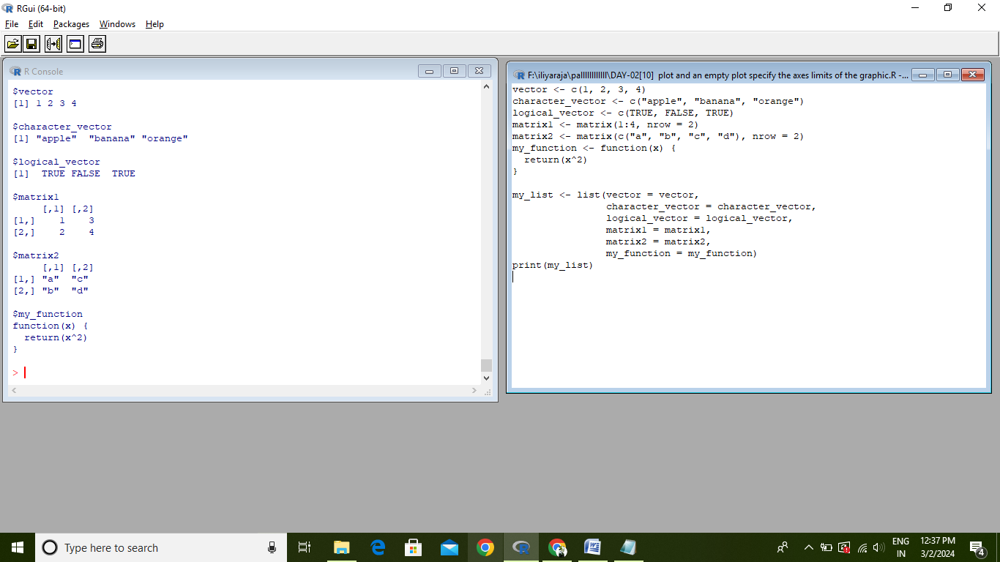 RGui (64-bit)
File Edit Packages Windows Help
R Console
$vector
[1] 1 2 3 4
$character_vector
[1] "apple"  "banana" "orange"
$logical_vector
[1]  TRUE FALSE  TRUE
$matrix1
     [,1] [,2]
[1,]    1    3
[2,]    2    4
$matrix2
     [,1] [,2]
[1,] "a"  "c"
[2,] "b"  "d"
$my_function
function(x) {
  return(x^2)
}
>
F:\iliyaraja\pallllllllllll\DAY-02[10]  plot and an empty plot specify the axes limits of the graphic.R -...
vector <- c(1, 2, 3, 4)
character_vector <- c("apple", "banana", "orange")
logical_vector <- c(TRUE, FALSE, TRUE)
matrix1 <- matrix(1:4, nrow = 2)
matrix2 <- matrix(c("a", "b", "c", "d"), nrow = 2)
my_function <- function(x) {
  return(x^2)
}
my_list <- list(vector = vector,
                character_vector = character_vector,
                logical_vector = logical_vector,
                matrix1 = matrix1,
                matrix2 = matrix2,
                my_function = my_function)
print(my_list)
Type here to search
ENG
IN
12:37 PM
3/2/2024
4